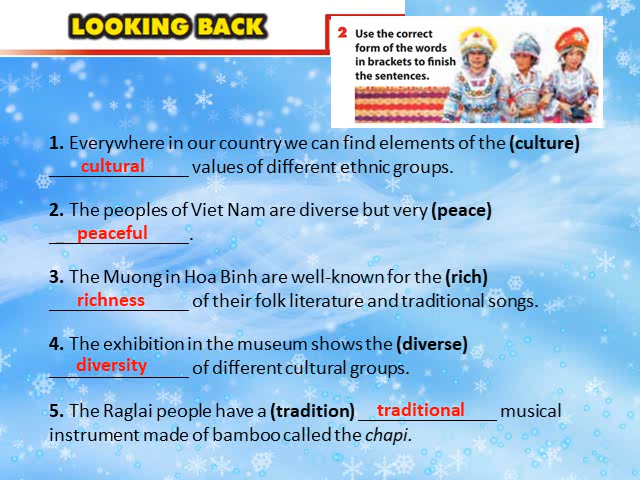 LOOKING BACK
2 Use the correct
form of the words
in brackets to finish
the sentences.
1. Everywhere in our country we can find elements of the (culture)
cultural values of different ethnic groups.
2. The peoples of Viet Nam are diverse but very (peace)
peaceful.
3. The Muong in Hoa Binh are well-known for the (rich)
richness of their folk literature and traditional songs.
4. The exhibition in the museum shows the (diverse)
diversity of different cultural groups.
5. The Raglai people have a (tradition) traditional musical
instrument made of bamboo called the chapi.